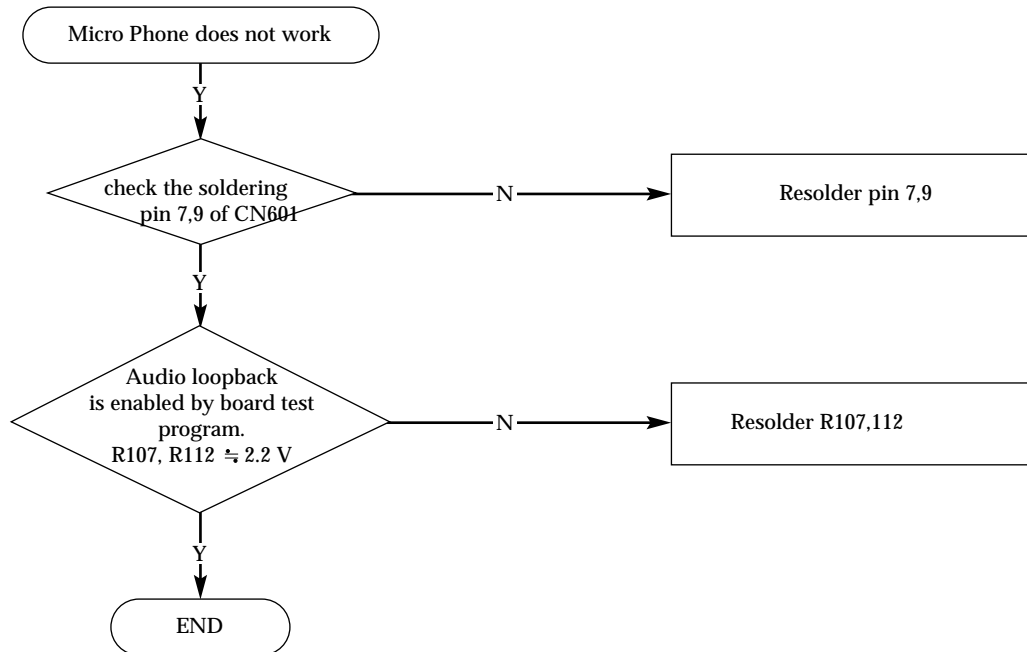 Micro Phone does not work
Y
check the soldering
pin 7,9 of CN601
N
Resolder pin 7,9
Y
Audio loopback
is enabled by board test
program.
R107, R112 ≒ 2.2 V
N
Resolder R107,112
Y
END